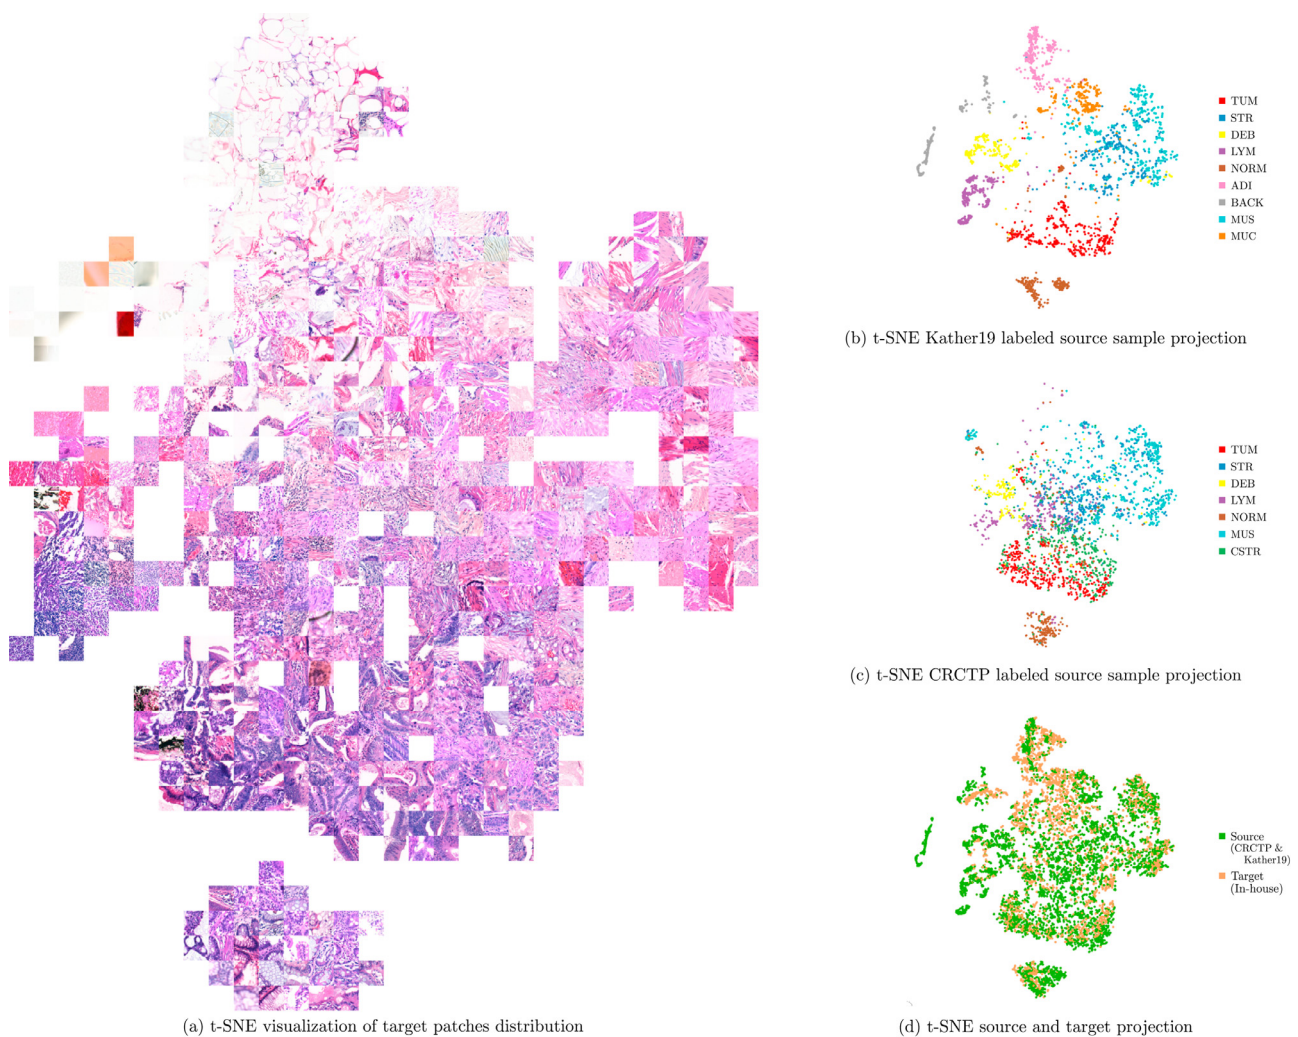 TUM
STR
DEB
LYM
NORM
ADI
BACK
MUS
MUC
(b) t-SNE Kather19 labeled source sample projection
TUM
STR
DEB
LYM
NORM
MUS
CSTR
(c) t-SNE CRCTP labeled source sample projection
Source
(CRCTP &
Kather19)
Target
(In-house)
(a) t-SNE visualization of target patches distribution
(d) t-SNE source and target projection